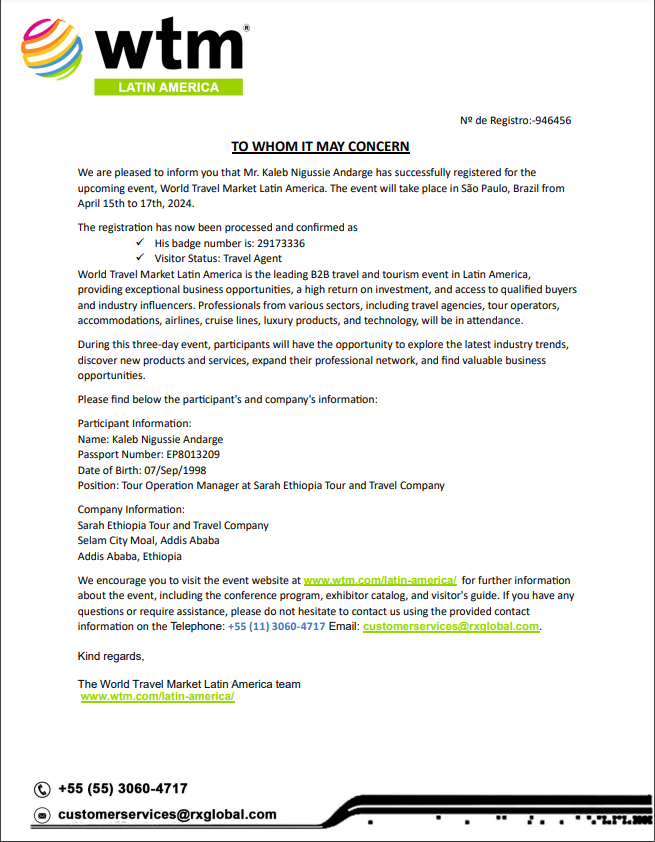 wtm®
LATIN AMERICA
Nº de Registro:-946456
TO WHOM IT MAY CONCERN
We are pleased to inform you that Mr. Kaleb Nigussie Andarge has successfully registered for the
upcoming event, World Travel Market Latin America. The event will take place in São Paulo, Brazil from
April 15th to 17th, 2024.
The registration has now been processed and confirmed as
✓ His badge number is: 29173336
✓ Visitor Status: Travel Agent
World Travel Market Latin America is the leading B2B travel and tourism event in Latin America,
providing exceptional business opportunities, a high return on investment, and access to qualified buyers
and industry influencers. Professionals from various sectors, including travel agencies, tour operators,
accommodations, airlines, cruise lines, luxury products, and technology, will be in attendance.
During this three-day event, participants will have the opportunity to explore the latest industry trends,
discover new products and services, expand their professional network, and find valuable business
opportunities.
Please find below the participant's and company's information:
Participant Information:
Name: Kaleb Nigussie Andarge
Passport Number: EP8013209
Date of Birth: 07/Sep/1998
Position: Tour Operation Manager at Sarah Ethiopia Tour and Travel Company
Company Information:
Sarah Ethiopia Tour and Travel Company
Selam City Moal, Addis Ababa
Addis Ababa, Ethiopia
We encourage you to visit the event website at www.wtm.com/latin-america/ for further information
about the event, including the conference program, exhibitor catalog, and visitor's guide. If you have any
questions or require assistance, please do not hesitate to contact us using the provided contact
information on the Telephone: +55 (11) 3060-4717 Email: customerservices@rxglobal.com.
Kind regards,
The World Travel Market Latin America team
www.wtm.com/latin-america/
+55 (55) 3060-4717
customerservices@rxglobal.com